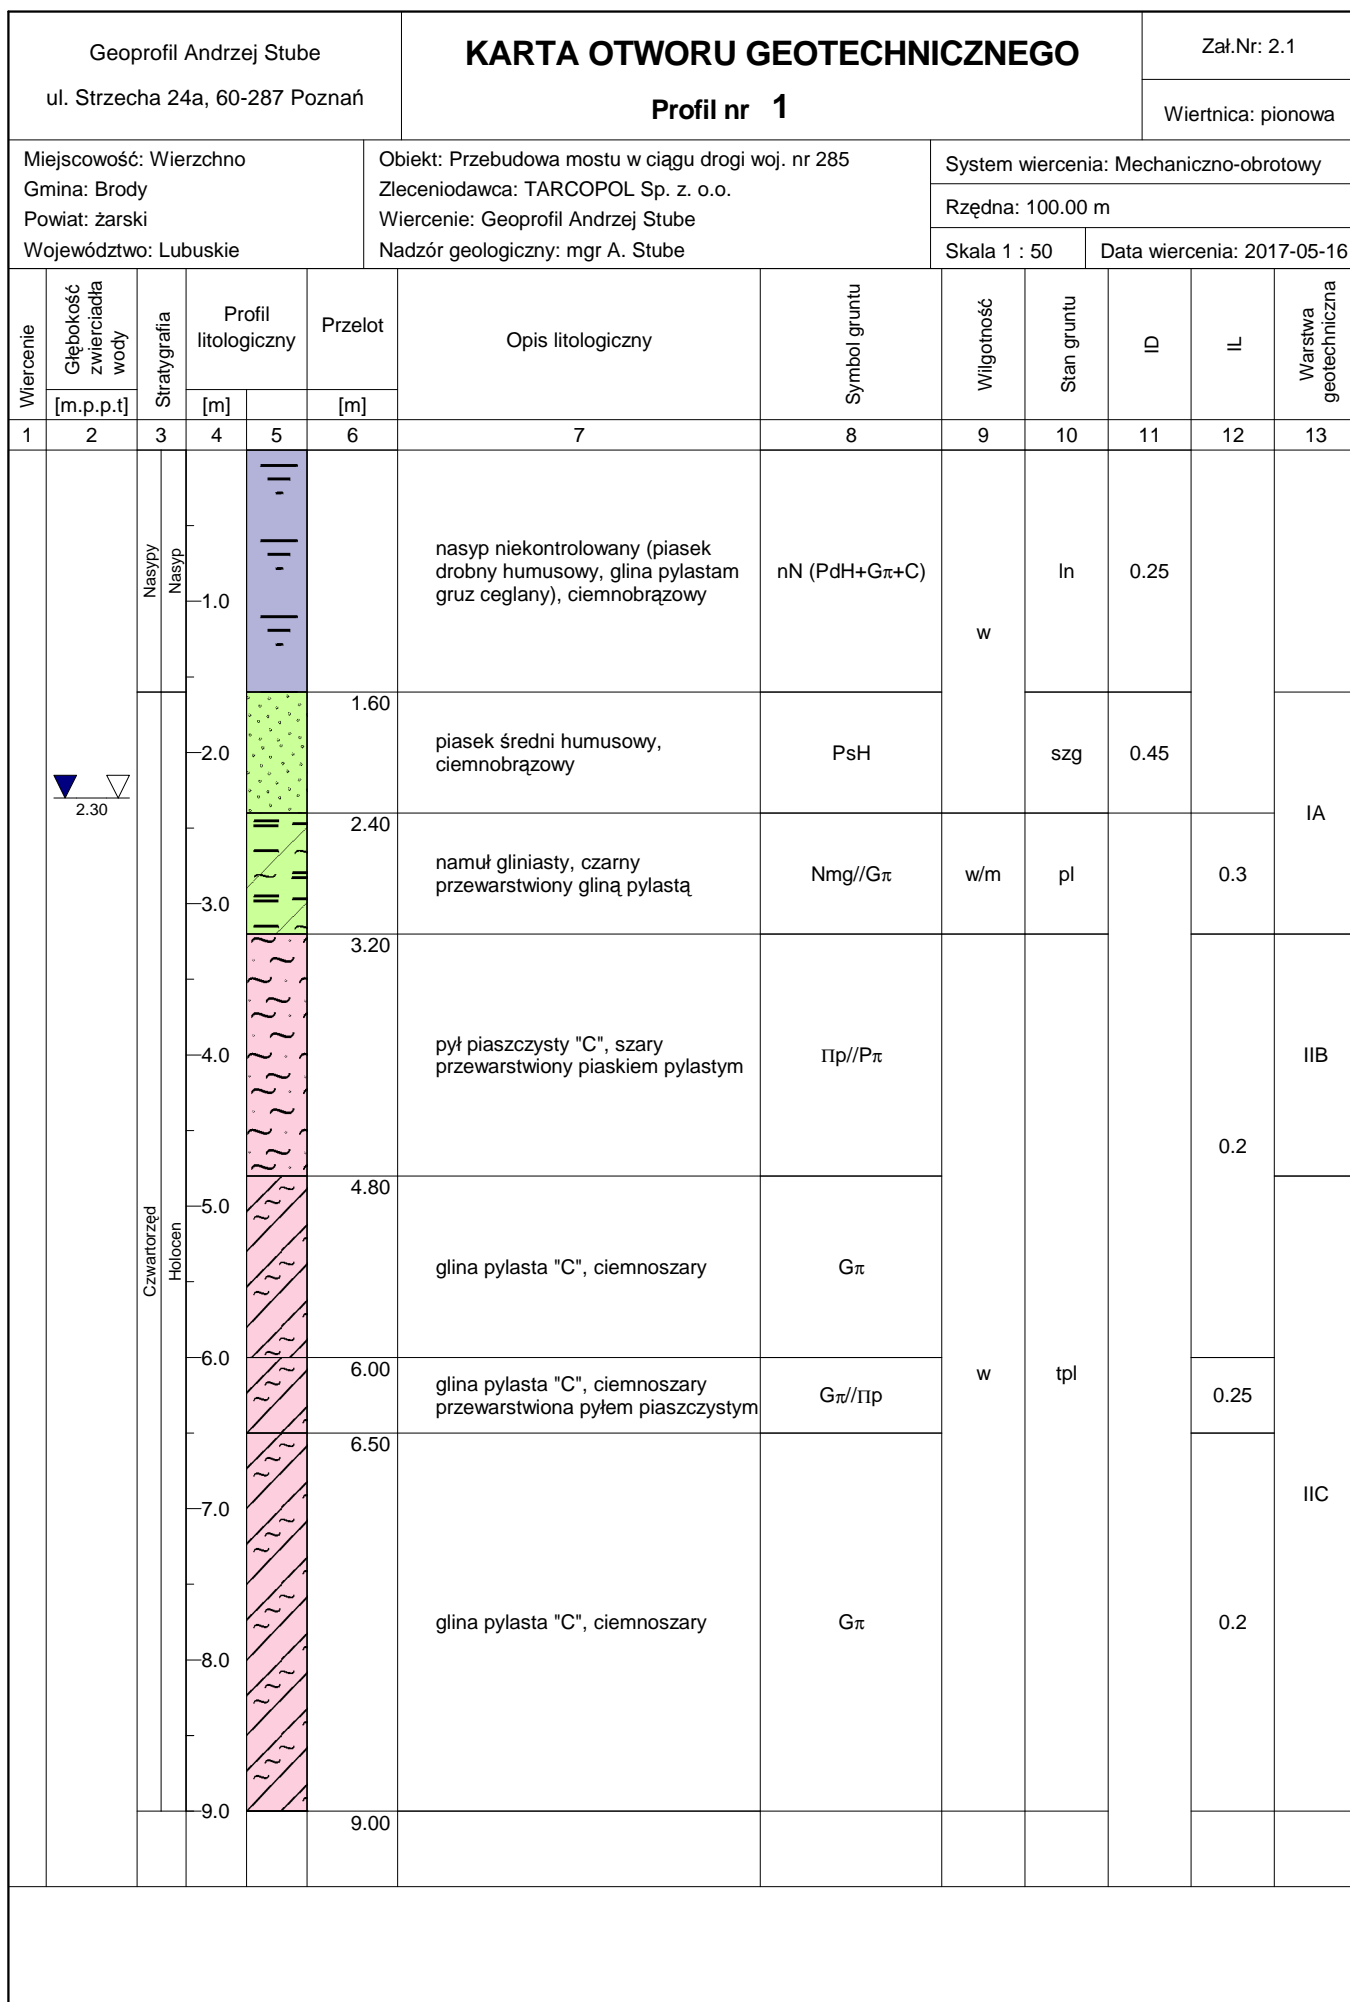 Geoprofil Andrzej Stube
ul. Strzecha 24a, 60-287 Poznań
KARTA OTWORU GEOTECHNICZNEGO
Profil nr 1
Zał.Nr: 2.1
Wiertnica: pionowa
Miejscowość: Wierzchno
Gmina: Brody
Powiat: żarski
Województwo: Lubuskie
Obiekt: Przebudowa mostu w ciągu drogi woj. nr 285
Zleceniodawca: TARCOPOL Sp. z. o.o.
Wiercenie: Geoprofil Andrzej Stube
Nadzór geologiczny: mgr A. Stube
System wiercenia: Mechaniczno-obrotowy
Rzędna: 100.00 m
Skala 1 : 50
Data wiercenia: 2017-05-16
Wiercenie
Głębokość
zwierciadła
wody
[m.p.p.t]
Stratygrafia
Profil
litologiczny
[m]
Przelot
[m]
Opis litologiczny
Symbol gruntu
Wilgotność
Stan gruntu
ID
IL
Warstwa
geotechniczna
1 2 3 4 5 6 7 8 9 10 11 12 13
Nasypy
Nasyp
1.0
nasyp niekontrolowany (piasek
drobny humusowy, glina pylastam
gruz ceglany), ciemnobrązowy
nN (PdH+Gπ+C)
w
ln
0.25
1.60
2.0
2.30
piasek średni humusowy,
ciemnobrązowy
PsH
szg
0.45
IA
2.40
namuł gliniasty, czarny
przewarstwiony gliną pylastą
Nmg//Gπ
w/m
pl
0.3
3.0
3.20
4.0
pył piaszczysty "C", szary
przewarstwiony piaskiem pylastym
Πp//Pπ
IIB
0.2
4.80
5.0
Czwartorzęd
Holocen
glina pylasta "C", ciemnoszary
Gπ
6.0
6.00
glina pylasta "C", ciemnoszary
przewarstwiona pyłem piaszczystym
Gπ//Πp
w
tpl
0.25
6.50
7.0
IIC
glina pylasta "C", ciemnoszary
Gπ
0.2
8.0
9.0
9.00